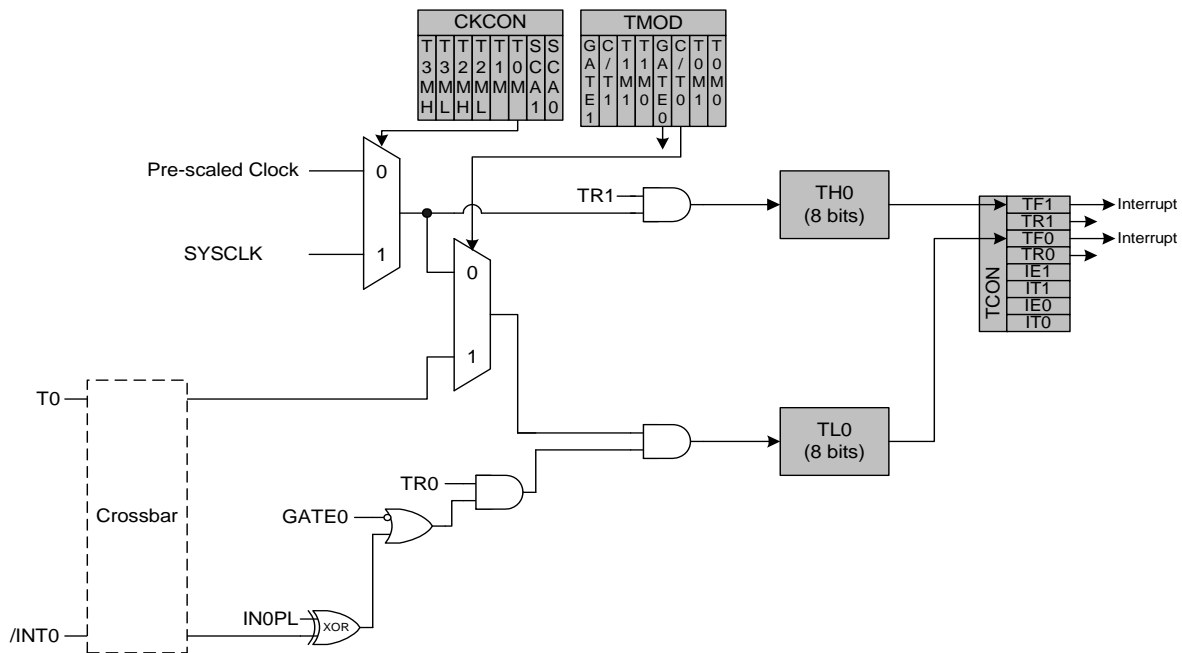 CKCON
T3MH
T3ML
T2MH
T2ML
T1M
T0M
SCA1
SCA0
TMOD
GATE1
C/T1
T1M1
T1M0
GATE0
C/T0
T0M1
T0M0
Pre-scaled Clock
0
SYSCLK
1
TR1
TH0
(8 bits)
TCON
TF1
TR1
TF0
TR0
IE1
IT1
IE0
IT0
Interrupt
Interrupt
0
1
T0
Crossbar
/INT0
TL0
(8 bits)
TR0
GATE0
IN0PL
XOR